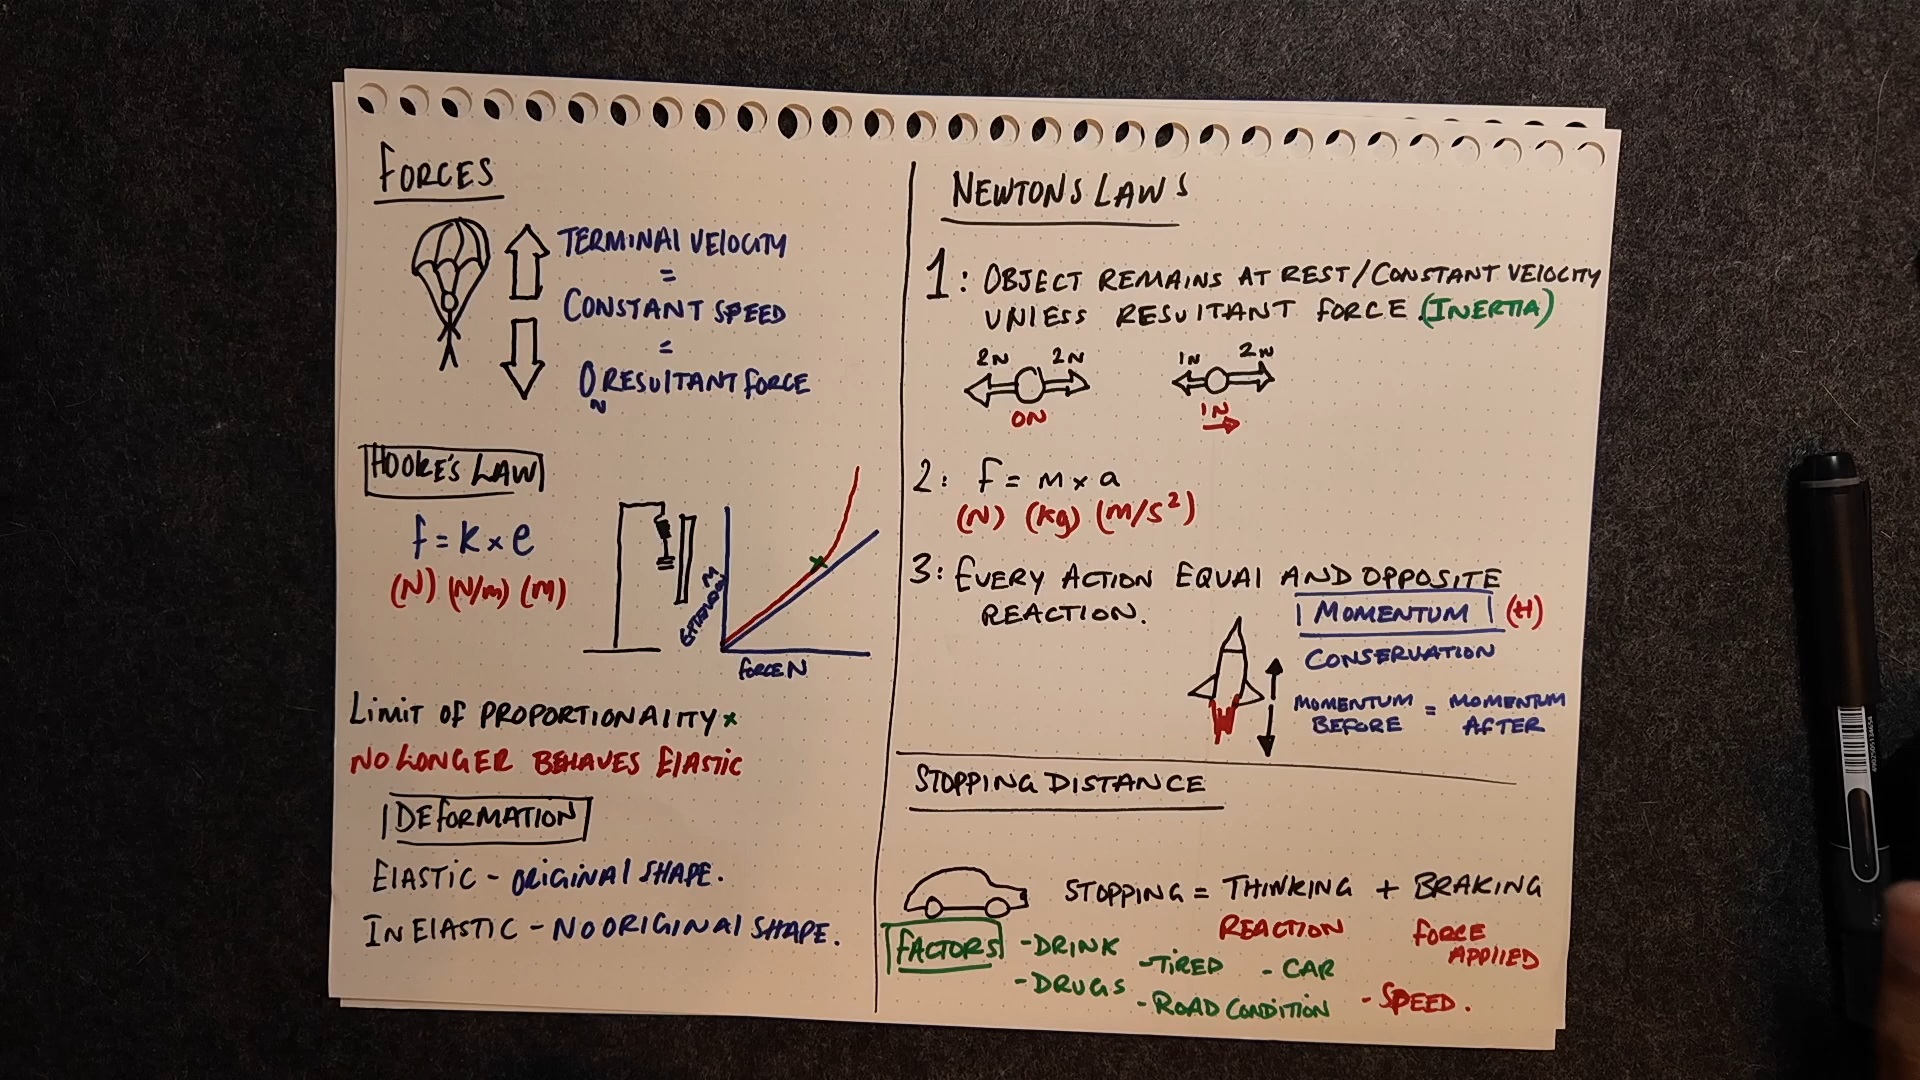 FORCES
TERMINAL VELOCITY
=
CONSTANT SPEED
=
0 RESULTANT FORCE
N
HOOKE'S LAW
f = k x e
(N) (N/m) (m)
EXTENSION M
FORCE N
LIMIT OF PROPORTIONALITY x
NO LONGER BEHAVES ELASTIC
DEFORMATION
ELASTIC - ORIGINAL SHAPE.
INELASTIC - NO ORIGINAL SHAPE.
NEWTONS LAWS
1: OBJECT REMAINS AT REST/CONSTANT VELOCITY
UNLESS RESULTANT FORCE. (INERTIA)
2N 2N
0N
1N 2N
1N
2: f = m x a
(N) (kg) (m/s²)
3: EVERY ACTION EQUAL AND OPPOSITE
REACTION.
MOMENTUM (H)
CONSERVATION
MOMENTUM BEFORE = MOMENTUM AFTER
STOPPING DISTANCE
STOPPING = THINKING + BRAKING
REACTION FORCE APPLIED
FACTORS
- DRINK
- DRUGS
- TIRED
- ROAD CONDITION
- CAR
- SPEED.